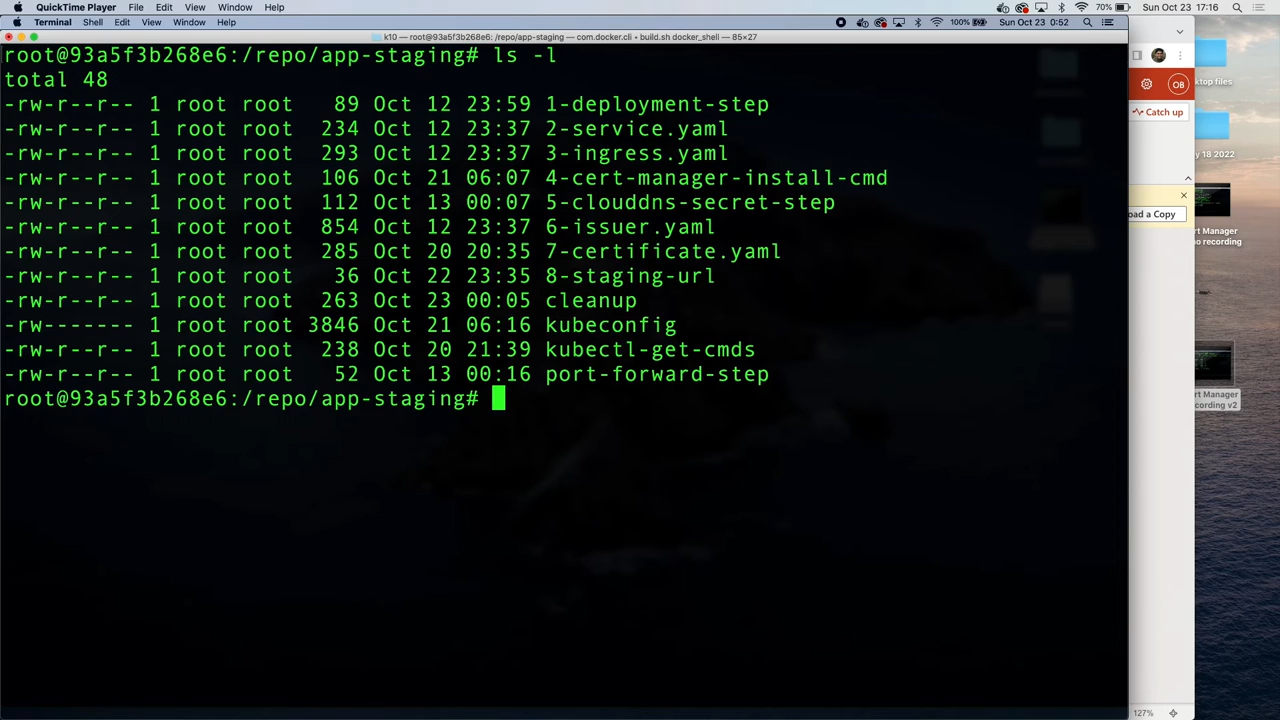 QuickTime Player File Edit View Window Help 70% Sun Oct 23 17:16
Terminal Shell Edit View Window Help 100% Sun Oct 23 0:52
k10 — root@93a5f3b268e6: /repo/app-staging — com.docker.cli • build.sh docker_shell — 85×27
root@93a5f3b268e6:/repo/app-staging# ls -l
total 48
-rw-r--r-- 1 root root 89 Oct 12 23:59 1-deployment-step
-rw-r--r-- 1 root root 234 Oct 12 23:37 2-service.yaml
-rw-r--r-- 1 root root 293 Oct 12 23:37 3-ingress.yaml
-rw-r--r-- 1 root root 106 Oct 21 06:07 4-cert-manager-install-cmd
-rw-r--r-- 1 root root 112 Oct 13 00:07 5-clouddns-secret-step
-rw-r--r-- 1 root root 854 Oct 12 23:37 6-issuer.yaml
-rw-r--r-- 1 root root 285 Oct 20 20:35 7-certificate.yaml
-rw-r--r-- 1 root root 36 Oct 22 23:35 8-staging-url
-rw-r--r-- 1 root root 263 Oct 23 00:05 cleanup
-rw------- 1 root root 3846 Oct 21 06:16 kubeconfig
-rw-r--r-- 1 root root 238 Oct 20 21:39 kubectl-get-cmds
-rw-r--r-- 1 root root 52 Oct 13 00:16 port-forward-step
root@93a5f3b268e6:/repo/app-staging#
OB
Catch up
oad a Copy
127%
ktop files
y 18 2022
rt Manager
no recording
rt Manager
cording v2